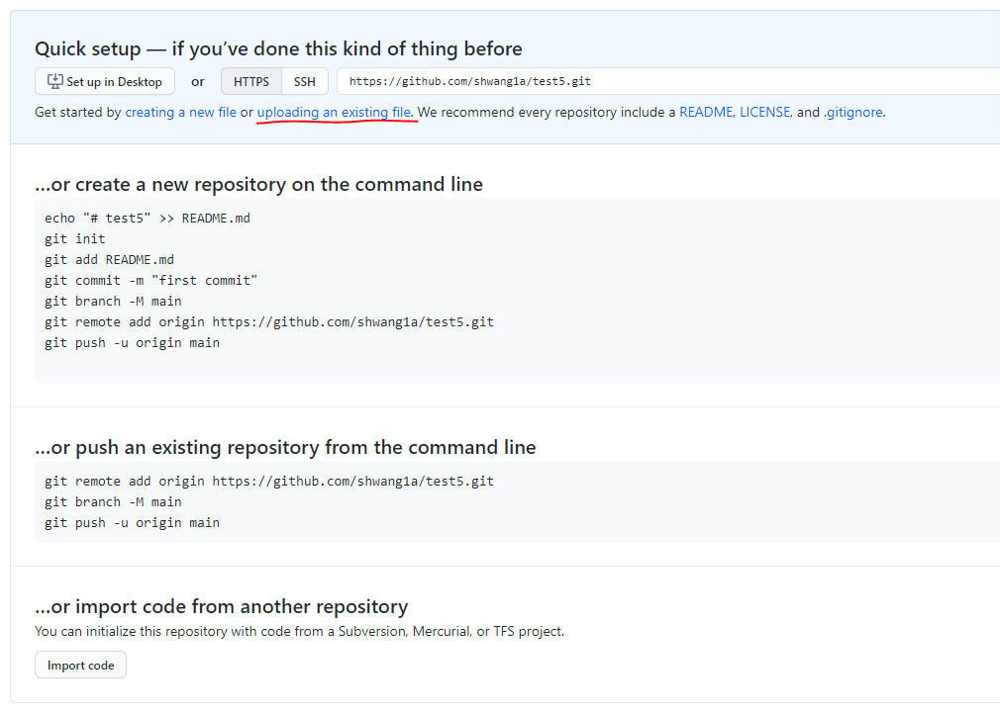 Quick setup — if you’ve done this kind of thing before
Set up in Desktop or HTTPS SSH https://github.com/shwang1a/test5.git
Get started by creating a new file or uploading an existing file. We recommend every repository include a README, LICENSE, and .gitignore.
…or create a new repository on the command line
echo "# test5" >> README.md
git init
git add README.md
git commit -m "first commit"
git branch -M main
git remote add origin https://github.com/shwang1a/test5.git
git push -u origin main
…or push an existing repository from the command line
git remote add origin https://github.com/shwang1a/test5.git
git branch -M main
git push -u origin main
…or import code from another repository
You can initialize this repository with code from a Subversion, Mercurial, or TFS project.
Import code